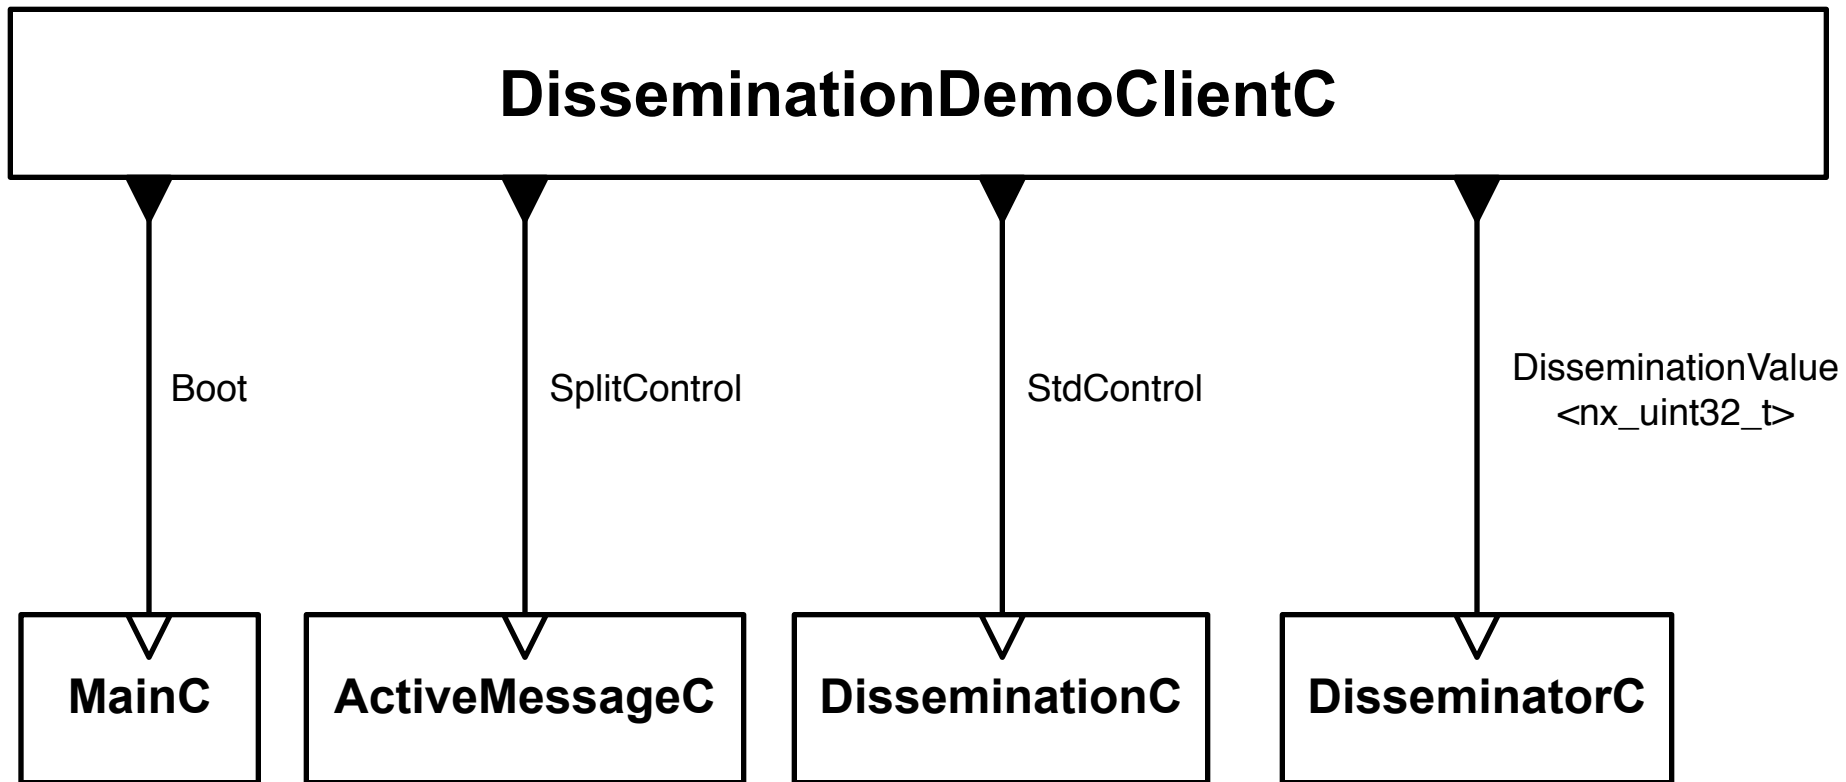 DisseminationDemoClientC
Boot
SplitControl
StdControl
DisseminationValue
<nx_uint32_t>
MainC
ActiveMessageC
DisseminationC
DisseminatorC